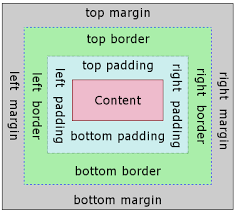 top margin
top border
top padding
left margin
left border
left padding
Content
right padding
right border
right margin
bottom padding
bottom border
bottom margin